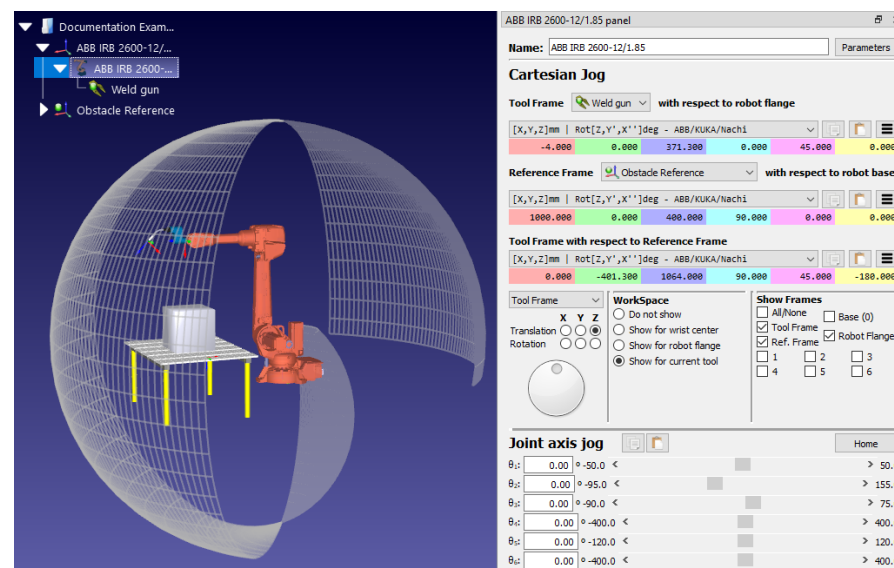 Documentation Exam...
ABB IRB 2600-12/...
ABB IRB 2600-...
Weld gun
Obstacle Reference
ABB IRB 2600-12/1.85 panel
Name: ABB IRB 2600-12/1.85 Parameters
Cartesian Jog
Tool Frame Weld gun with respect to robot flange
[X,Y,Z]mm | Rot[Z,Y',X'']deg - ABB/KUKA/Nachi
-4.000 0.000 371.300 0.000 45.000 0.000
Reference Frame Obstacle Reference with respect to robot base
[X,Y,Z]mm | Rot[Z,Y',X'']deg - ABB/KUKA/Nachi
1000.000 0.000 400.000 90.000 0.000 0.000
Tool Frame with respect to Reference Frame
[X,Y,Z]mm | Rot[Z,Y',X'']deg - ABB/KUKA/Nachi
0.000 -401.300 1064.000 90.000 45.000 -180.000
Tool Frame
X Y Z
Translation
Rotation
WorkSpace
Do not show
Show for wrist center
Show for robot flange
Show for current tool
Show Frames
All/None Base (0)
Tool Frame
Ref. Frame Robot Flange
1 2 3
4 5 6
Joint axis jog Home
θ₁: 0.00 º -50.0 < > 50.
θ₂: 0.00 º -95.0 < > 155.
θ₃: 0.00 º -90.0 < > 75.
θ₄: 0.00 º -400.0 < > 400.
θ₅: 0.00 º -120.0 < > 120.
θ₆: 0.00 º -400.0 < > 400.